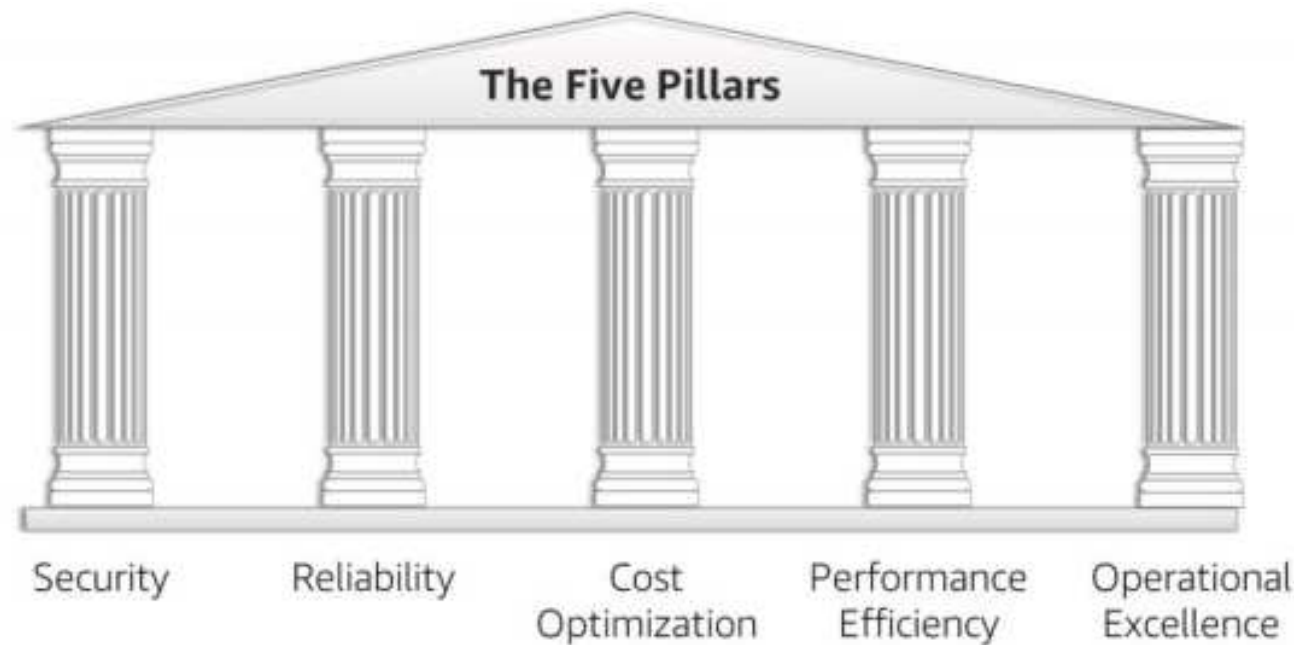 The Five Pillars
Security
Reliability
Cost
Optimization
Performance
Efficiency
Operational
Excellence